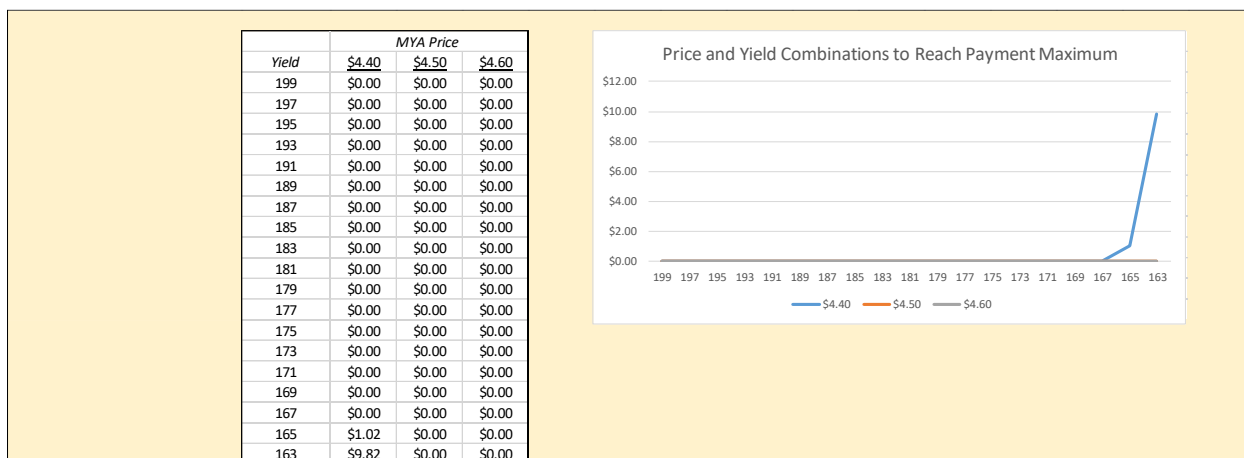 MYA Price
Yield $4.40 $4.50 $4.60
199 $0.00 $0.00 $0.00
197 $0.00 $0.00 $0.00
195 $0.00 $0.00 $0.00
193 $0.00 $0.00 $0.00
191 $0.00 $0.00 $0.00
189 $0.00 $0.00 $0.00
187 $0.00 $0.00 $0.00
185 $0.00 $0.00 $0.00
183 $0.00 $0.00 $0.00
181 $0.00 $0.00 $0.00
179 $0.00 $0.00 $0.00
177 $0.00 $0.00 $0.00
175 $0.00 $0.00 $0.00
173 $0.00 $0.00 $0.00
171 $0.00 $0.00 $0.00
169 $0.00 $0.00 $0.00
167 $0.00 $0.00 $0.00
165 $1.02 $0.00 $0.00
163 $9.82 $0.00 $0.00
Price and Yield Combinations to Reach Payment Maximum
$12.00
$10.00
$8.00
$6.00
$4.00
$2.00
$0.00
199 197 195 193 191 189 187 185 183 181 179 177 175 173 171 169 167 165 163
$4.40 $4.50 $4.60